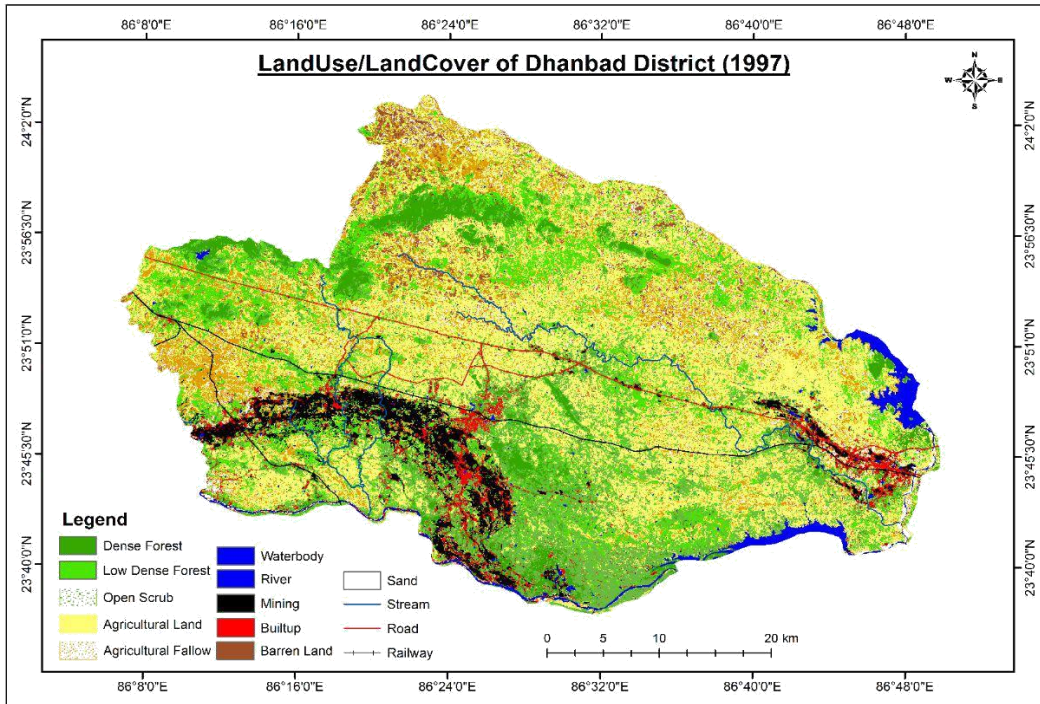 86°8'0"E 86°16'0"E 86°24'0"E 86°32'0"E 86°40'0"E 86°48'0"E
LandUse/LandCover of Dhanbad District (1997)
N
W E
S
24°2'0"N 24°2'0"N
23°56'30"N 23°56'30"N
23°51'0"N 23°51'0"N
23°45'30"N 23°45'30"N
23°40'0"N 23°40'0"N
Legend
Dense Forest
Low Dense Forest
Open Scrub
Agricultural Land
Agricultural Fallow
Waterbody
River
Mining
Builtup
Barren Land
Sand
Stream
Road
Railway
0 5 10 20 km
86°8'0"E 86°16'0"E 86°24'0"E 86°32'0"E 86°40'0"E 86°48'0"E